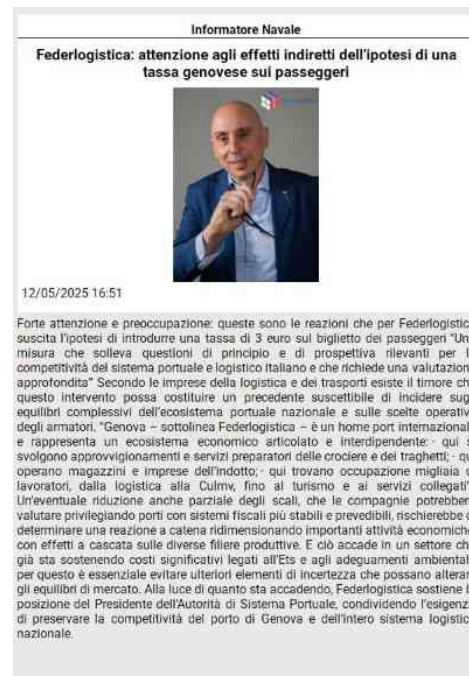 Informatore Navale
Federlogistica: attenzione agli effetti indiretti dell'ipotesi di una
tassa genovese sui passeggeri
12/05/2025 16:51
Forte attenzione e preoccupazione: queste sono le reazioni che per Federlogistic
suscita l'ipotesi di introdurre una tassa di 3 euro sul biglietto dei passeggeri "Un
misura che solleva questioni di principio e di prospettiva rilevanti per l
competitività del sistema portuale e logistico italiano e che richiede una valutazion
approfondita" Secondo le imprese della logistica e dei trasporti esiste il timore ch
questo intervento possa costituire un precedente suscettibile di incidere sug
equilibri complessivi dell'ecosistema portuale nazionale e sulle scelte operativ
degli armatori. "Genova – sottolinea Federlogistica – è un home port internazional
e rappresenta un ecosistema economico articolato e interdipendente: - qui s
svolgono approvvigionamenti e servizi preparatori delle crociere e dei traghetti; - qu
operano magazzini e imprese dell'indotto; - qui trovano occupazione migliaia d
lavoratori, dalla logistica alla Culmv, fino al turismo e ai servizi collegati"
Un'eventuale riduzione anche parziale degli scali, che le compagnie potrebber
valutare privilegiando porti con sistemi fiscali più stabili e prevedibili, rischierebbe d
determinare una reazione a catena ridimensionando importanti attività economich
con effetti a cascata sulle diverse filiere produttive. E ciò accade in un settore ch
già sta sostenendo costi significativi legati all'Ets e agli adeguamenti ambiental
per questo è essenziale evitare ulteriori elementi di incertezza che possano alterar
gli equilibri di mercato. Alla luce di quanto sta accadendo, Federlogistica sostiene l
posizione del Presidente dell'Autorità di Sistema Portuale, condividendo l'esigenz
di preservare la competitività del porto di Genova e dell'intero sistema logistic
nazionale.